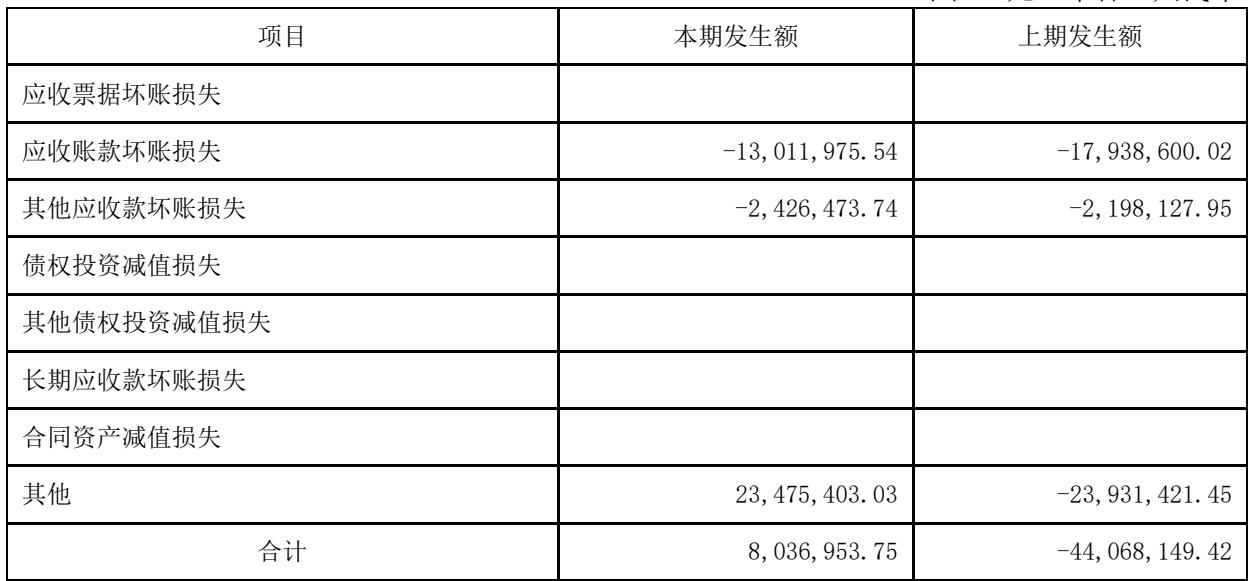 项目 本期发生额 上期发生额
应收票据坏账损失
应收账款坏账损失 -13,011,975.54 -17,938,600.02
其他应收款坏账损失 -2,426,473.74 -2,198,127.95
债权投资减值损失
其他债权投资减值损失
长期应收款坏账损失
合同资产减值损失
其他 23,475,403.03 -23,931,421.45
合计 8,036,953.75 -44,068,149.42